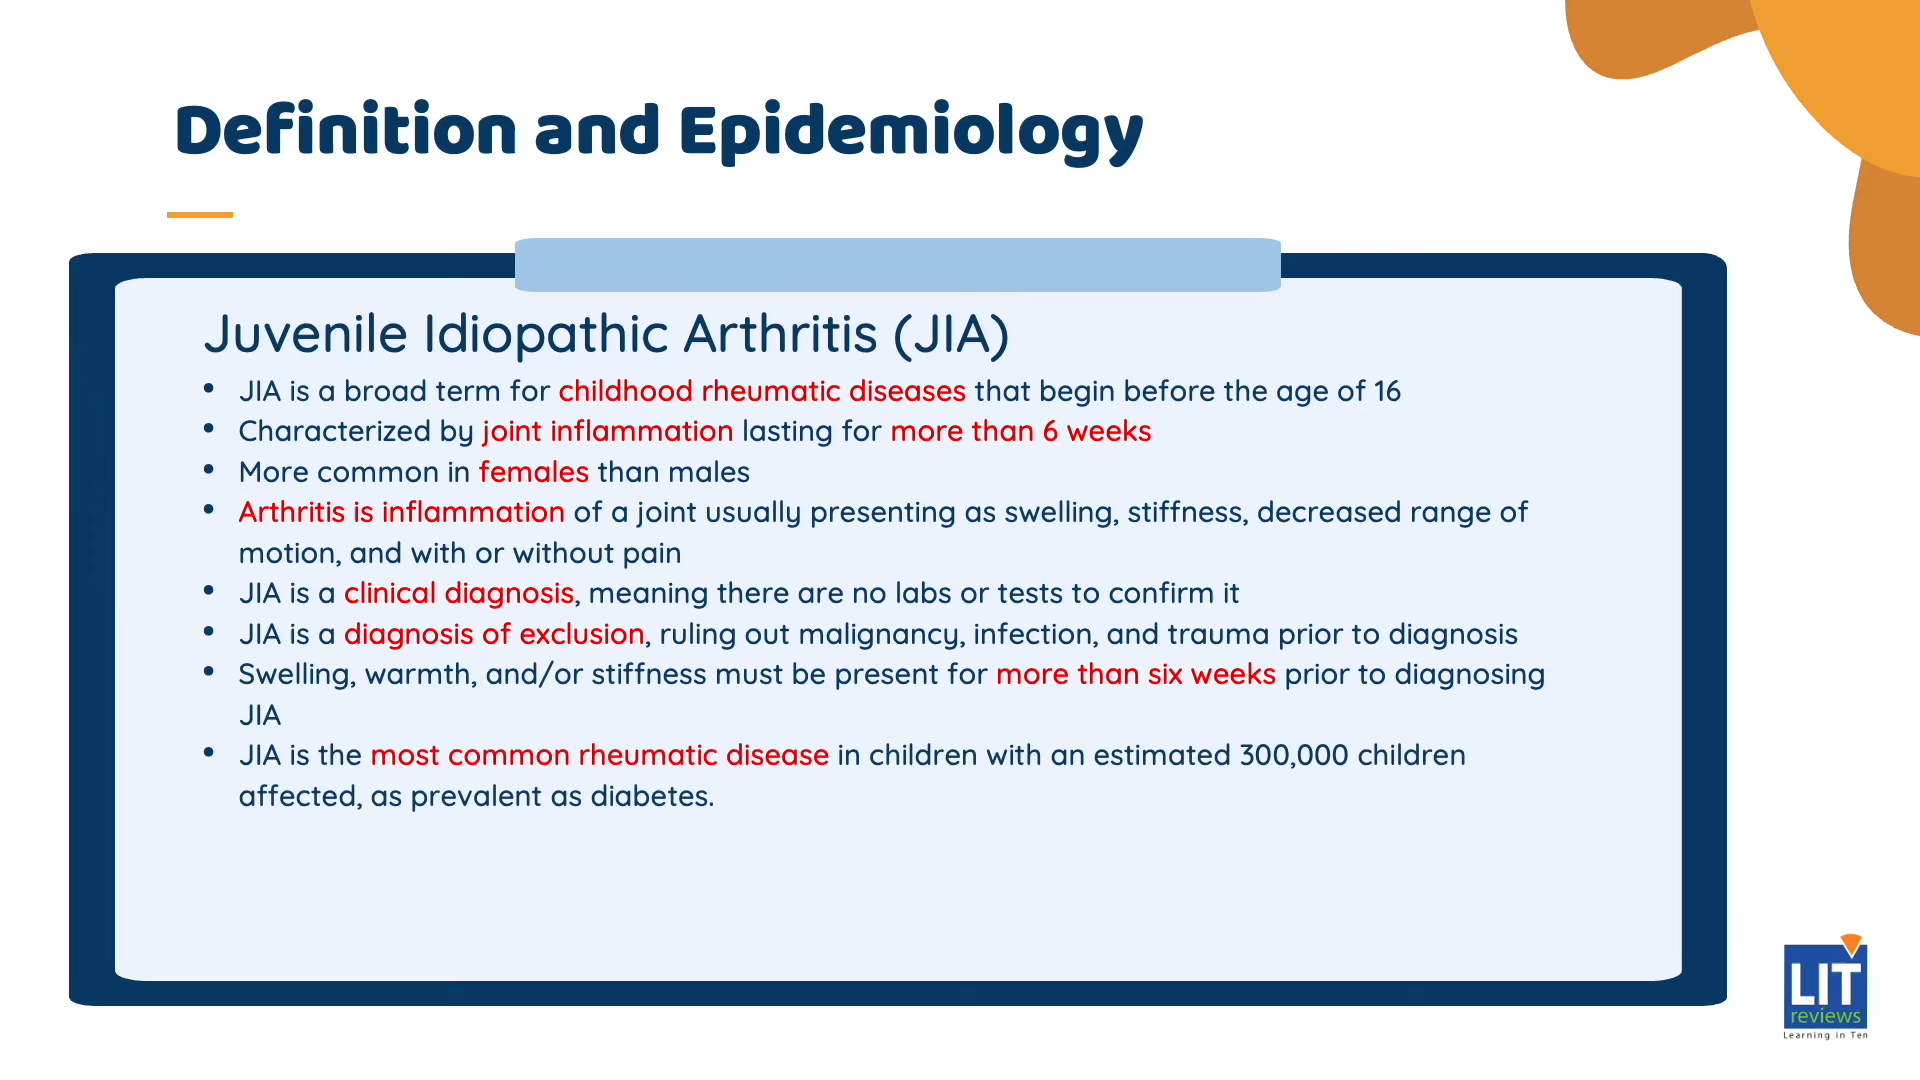 Definition and Epidemiology
Juvenile Idiopathic Arthritis (JIA)
• JIA is a broad term for childhood rheumatic diseases that begin before the age of 16
• Characterized by joint inflammation lasting for more than 6 weeks
• More common in females than males
• Arthritis is inflammation of a joint usually presenting as swelling, stiffness, decreased range of
motion, and with or without pain
• JIA is a clinical diagnosis, meaning there are no labs or tests to confirm it
• JIA is a diagnosis of exclusion, ruling out malignancy, infection, and trauma prior to diagnosis
• Swelling, warmth, and/or stiffness must be present for more than six weeks prior to diagnosing
JIA
• JIA is the most common rheumatic disease in children with an estimated 300,000 children
affected, as prevalent as diabetes.
LIT
reviews
Learning in Ten